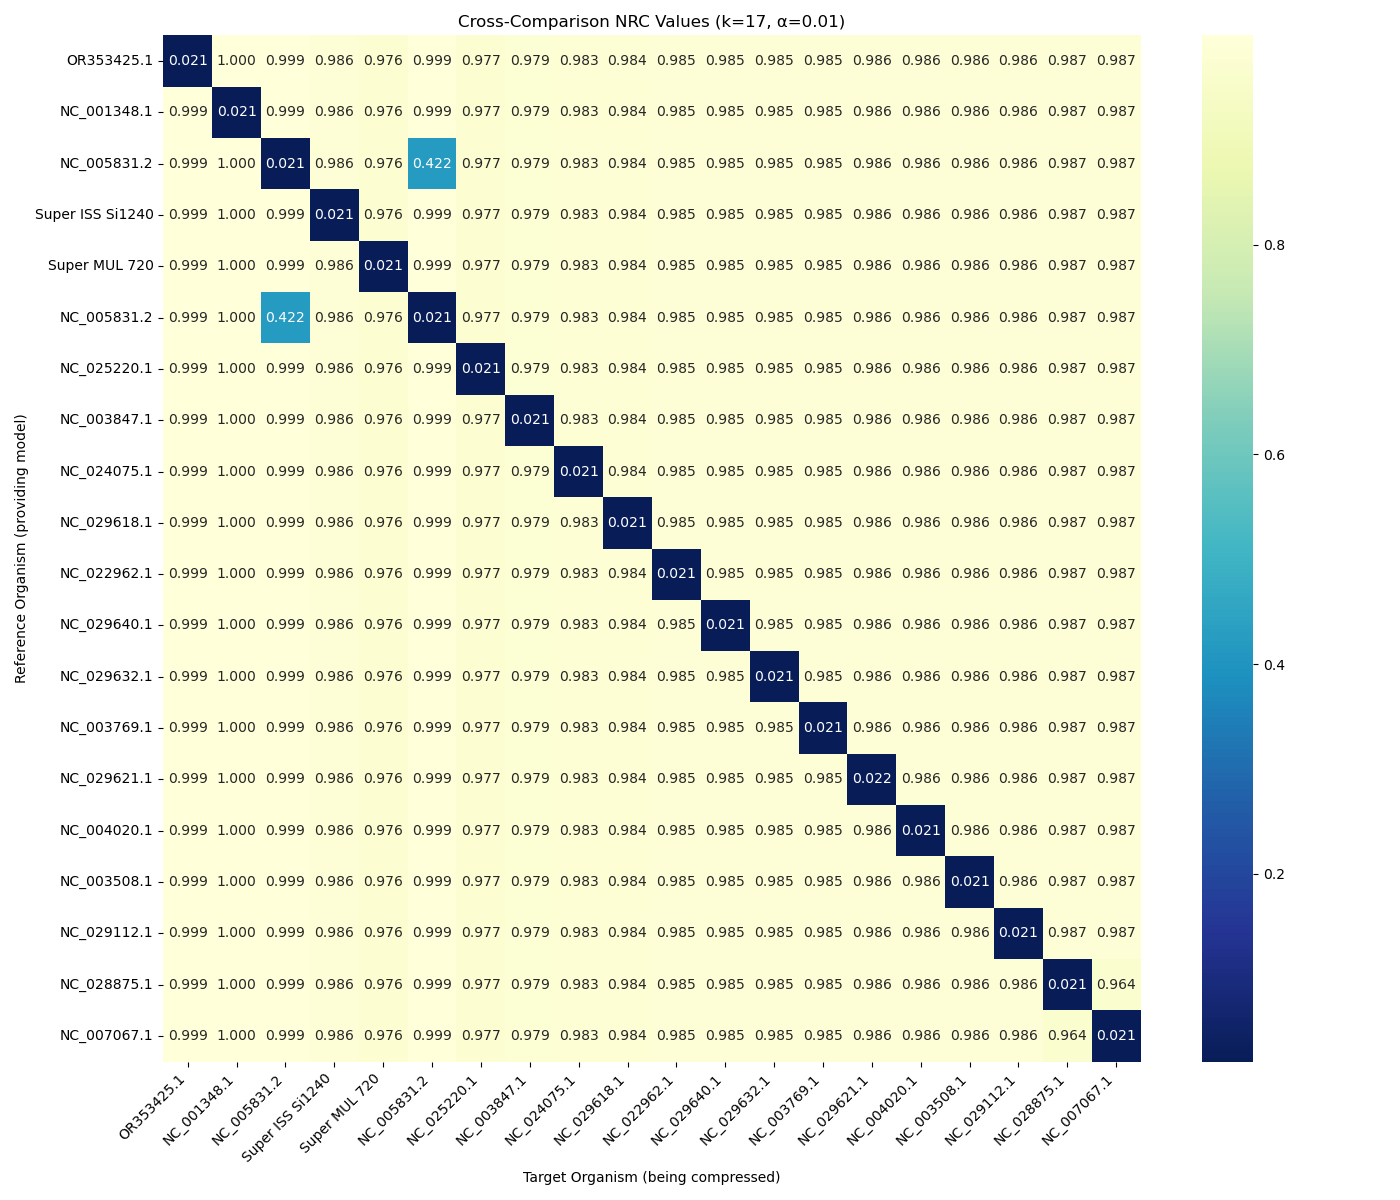 Cross-Comparison NRC Values (k=17, α=0.01)
OR353425.1 0.021 1.000 0.999 0.986 0.976 0.999 0.977 0.979 0.983 0.984 0.985 0.985 0.985 0.985 0.986 0.986 0.986 0.986 0.987 0.987
NC_001348.1 0.999 0.021 0.999 0.986 0.976 0.999 0.977 0.979 0.983 0.984 0.985 0.985 0.985 0.985 0.986 0.986 0.986 0.986 0.987 0.987
NC_005831.2 0.999 1.000 0.021 0.986 0.976 0.422 0.977 0.979 0.983 0.984 0.985 0.985 0.985 0.985 0.986 0.986 0.986 0.986 0.987 0.987
Super ISS Si1240 0.999 1.000 0.999 0.021 0.976 0.999 0.977 0.979 0.983 0.984 0.985 0.985 0.985 0.985 0.986 0.986 0.986 0.986 0.987 0.987
Super MUL 720 0.999 1.000 0.999 0.986 0.021 0.999 0.977 0.979 0.983 0.984 0.985 0.985 0.985 0.985 0.986 0.986 0.986 0.986 0.987 0.987
NC_005831.2 0.999 1.000 0.422 0.986 0.976 0.021 0.977 0.979 0.983 0.984 0.985 0.985 0.985 0.985 0.986 0.986 0.986 0.986 0.987 0.987
NC_025220.1 0.999 1.000 0.999 0.986 0.976 0.999 0.021 0.979 0.983 0.984 0.985 0.985 0.985 0.985 0.986 0.986 0.986 0.986 0.987 0.987
NC_003847.1 0.999 1.000 0.999 0.986 0.976 0.999 0.977 0.021 0.983 0.984 0.985 0.985 0.985 0.985 0.986 0.986 0.986 0.986 0.987 0.987
NC_024075.1 0.999 1.000 0.999 0.986 0.976 0.999 0.977 0.979 0.021 0.984 0.985 0.985 0.985 0.985 0.986 0.986 0.986 0.986 0.987 0.987
NC_029618.1 0.999 1.000 0.999 0.986 0.976 0.999 0.977 0.979 0.983 0.021 0.985 0.985 0.985 0.985 0.986 0.986 0.986 0.986 0.987 0.987
NC_022962.1 0.999 1.000 0.999 0.986 0.976 0.999 0.977 0.979 0.983 0.984 0.021 0.985 0.985 0.985 0.986 0.986 0.986 0.986 0.987 0.987
NC_029640.1 0.999 1.000 0.999 0.986 0.976 0.999 0.977 0.979 0.983 0.984 0.985 0.021 0.985 0.985 0.986 0.986 0.986 0.986 0.987 0.987
NC_029632.1 0.999 1.000 0.999 0.986 0.976 0.999 0.977 0.979 0.983 0.984 0.985 0.985 0.021 0.985 0.986 0.986 0.986 0.986 0.987 0.987
NC_003769.1 0.999 1.000 0.999 0.986 0.976 0.999 0.977 0.979 0.983 0.984 0.985 0.985 0.985 0.021 0.986 0.986 0.986 0.986 0.987 0.987
NC_029621.1 0.999 1.000 0.999 0.986 0.976 0.999 0.977 0.979 0.983 0.984 0.985 0.985 0.985 0.985 0.022 0.986 0.986 0.986 0.987 0.987
NC_004020.1 0.999 1.000 0.999 0.986 0.976 0.999 0.977 0.979 0.983 0.984 0.985 0.985 0.985 0.985 0.986 0.021 0.986 0.986 0.987 0.987
NC_003508.1 0.999 1.000 0.999 0.986 0.976 0.999 0.977 0.979 0.983 0.984 0.985 0.985 0.985 0.985 0.986 0.986 0.021 0.986 0.987 0.987
NC_029112.1 0.999 1.000 0.999 0.986 0.976 0.999 0.977 0.979 0.983 0.984 0.985 0.985 0.985 0.985 0.986 0.986 0.986 0.021 0.987 0.987
NC_028875.1 0.999 1.000 0.999 0.986 0.976 0.999 0.977 0.979 0.983 0.984 0.985 0.985 0.985 0.985 0.986 0.986 0.986 0.986 0.021 0.964
NC_007067.1 0.999 1.000 0.999 0.986 0.976 0.999 0.977 0.979 0.983 0.984 0.985 0.985 0.985 0.985 0.986 0.986 0.986 0.986 0.964 0.021
Reference Organism (providing model)
OR353425.1
NC_001348.1
NC_005831.2
Super ISS Si1240
Super MUL 720
NC_005831.2
NC_025220.1
NC_003847.1
NC_024075.1
NC_029618.1
NC_022962.1
NC_029640.1
NC_029632.1
NC_003769.1
NC_029621.1
NC_004020.1
NC_003508.1
NC_029112.1
NC_028875.1
NC_007067.1
Target Organism (being compressed)
0.8
0.6
0.4
0.2